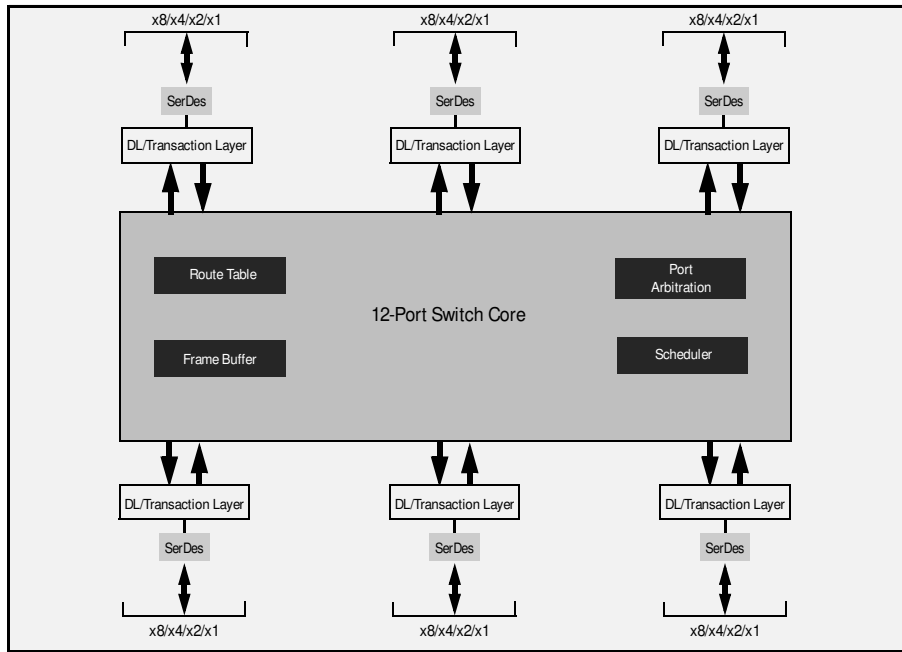 x8/x4/x2/x1 x8/x4/x2/x1 x8/x4/x2/x1
SerDes SerDes SerDes
DL/Transaction Layer DL/Transaction Layer DL/Transaction Layer
Route Table
Port
Arbitration
12-Port Switch Core
Frame Buffer
Scheduler
DL/Transaction Layer DL/Transaction Layer DL/Transaction Layer
SerDes SerDes SerDes
x8/x4/x2/x1 x8/x4/x2/x1 x8/x4/x2/x1